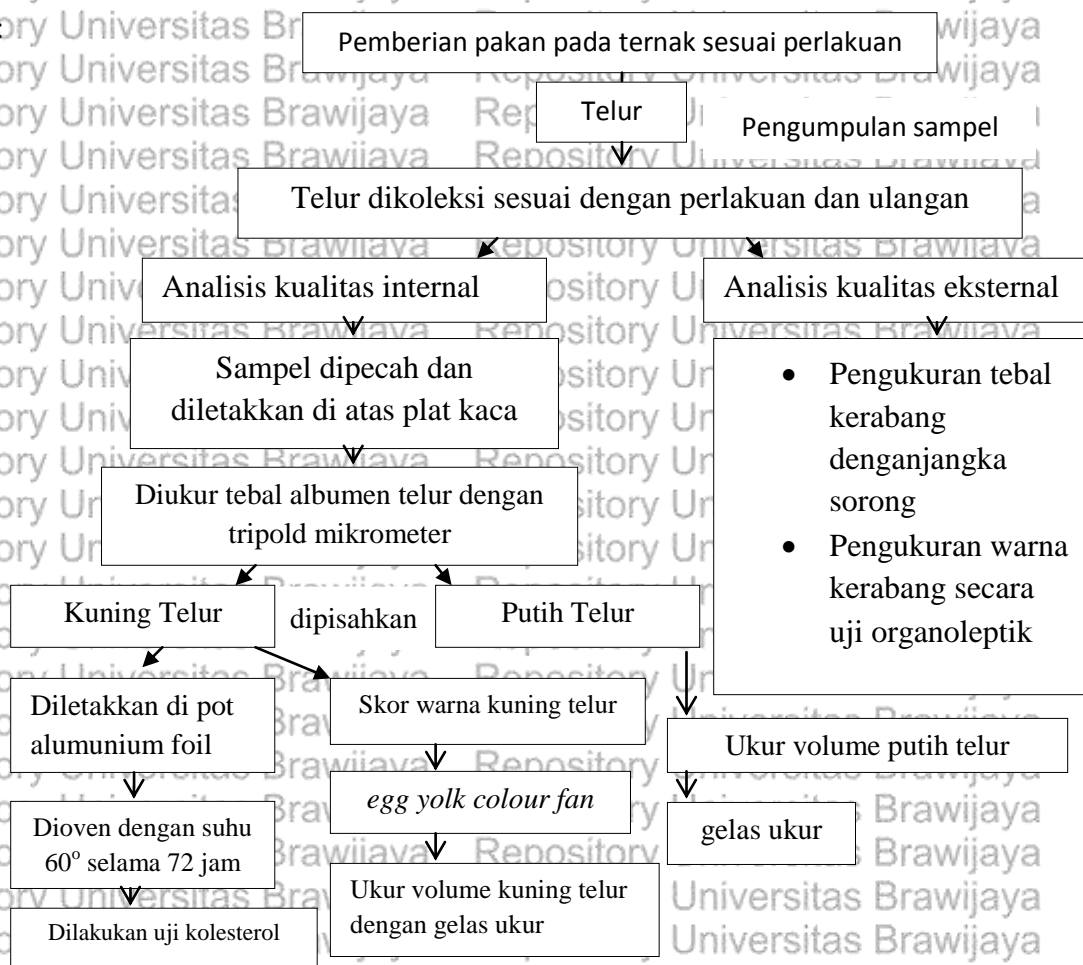 Pemberian pakan pada ternak sesuai perlakuan
Telur
Pengumpulan sampel
Telur dikoleksi sesuai dengan perlakuan dan ulangan
Analisis kualitas internal
Analisis kualitas eksternal
Sampel dipecah dan
diletakkan di atas plat kaca
• Pengukuran tebal
kerabang
denganjangka
sorong
• Pengukuran warna
kerabang secara
uji organoleptik
Diukur tebal albumen telur dengan
tripold mikrometer
Kuning Telur
dipisahkan
Putih Telur
Diletakkan di pot
alumunium foil
Skor warna kuning telur
Ukur volume putih telur
egg yolk colour fan
gelas ukur
Dioven dengan suhu
60° selama 72 jam
Ukur volume kuning telur
dengan gelas ukur
Dilakukan uji kolesterol